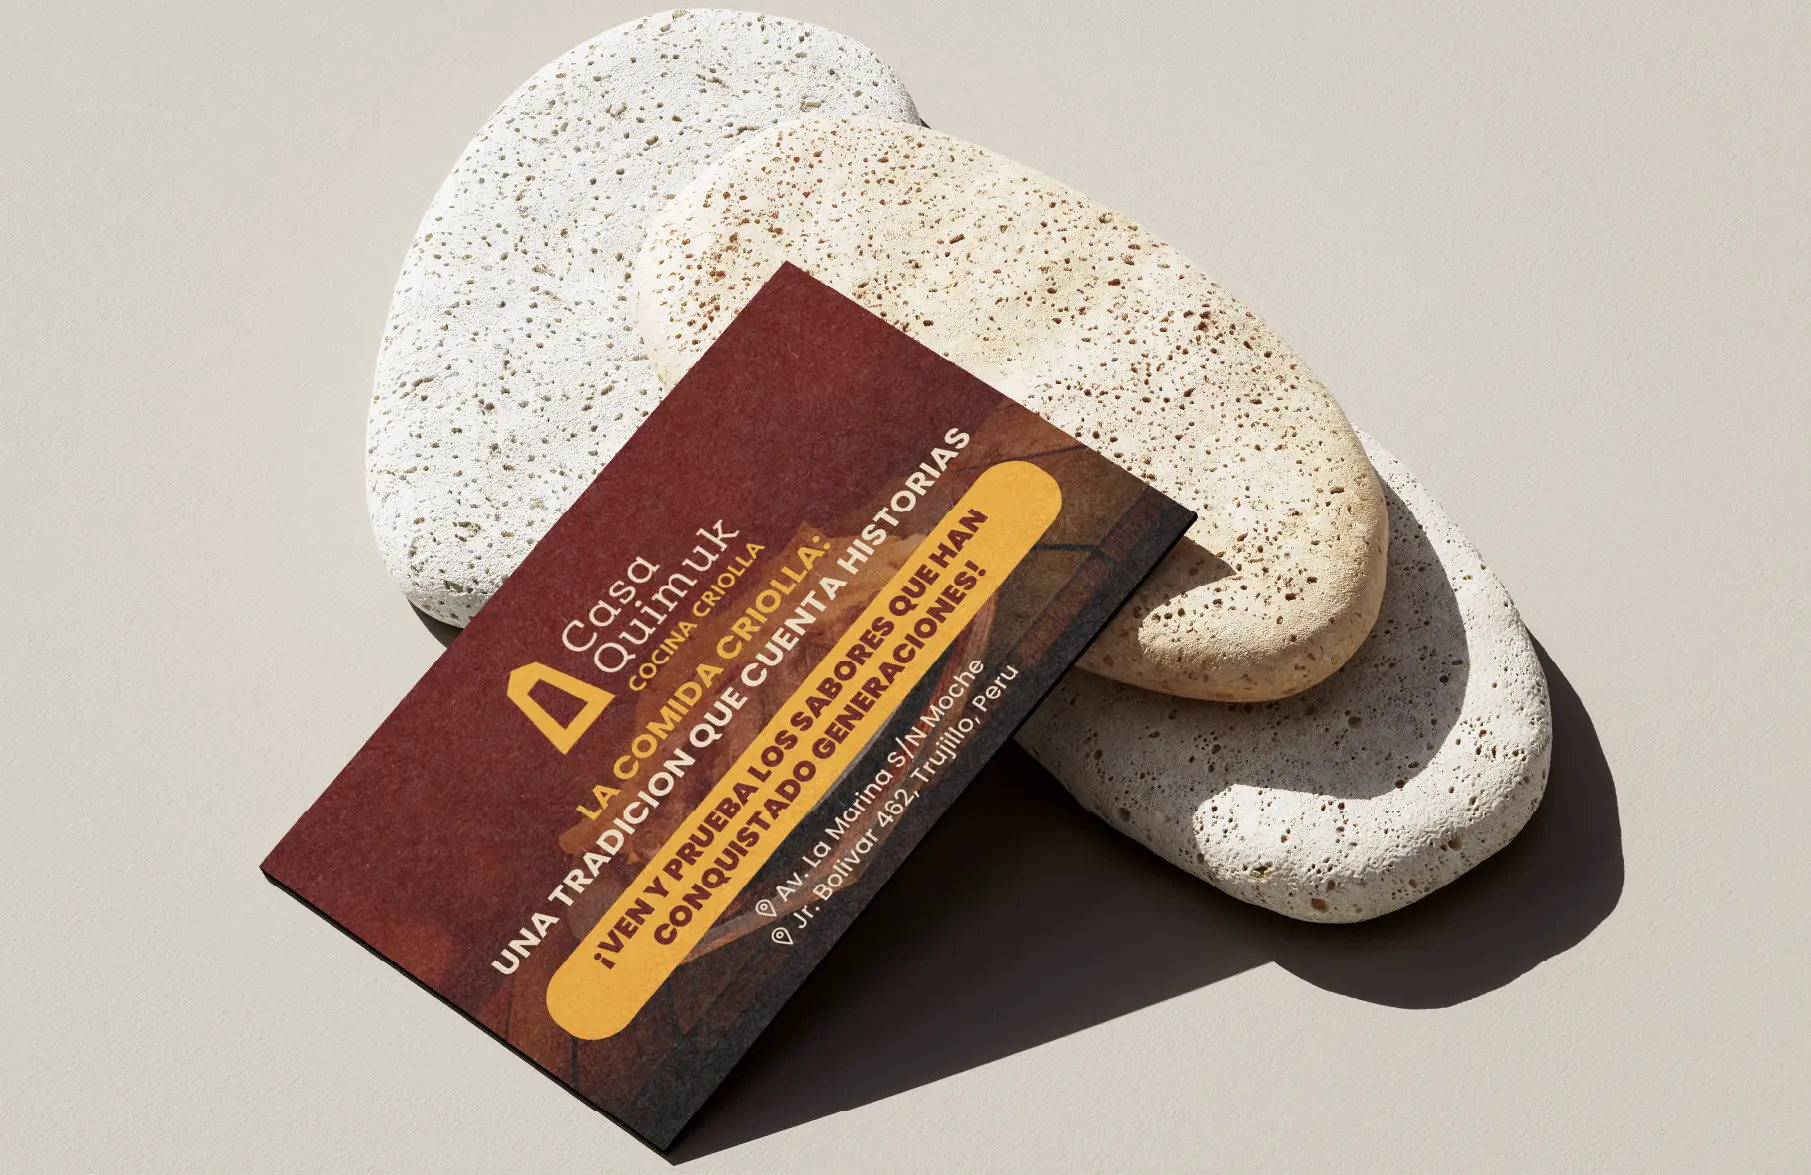 Casa
Quimuk
COCINA CRIOLLA
LA COMIDA CRIOLLA:
UNA TRADICION QUE CUENTA HISTORIAS
¡VEN Y PRUEBA LOS SABORES QUE HAN
CONQUISTADO GENERACIONES!
Av. La Marina S/N Moche
Jr. Bolivar 462, Trujillo, Peru